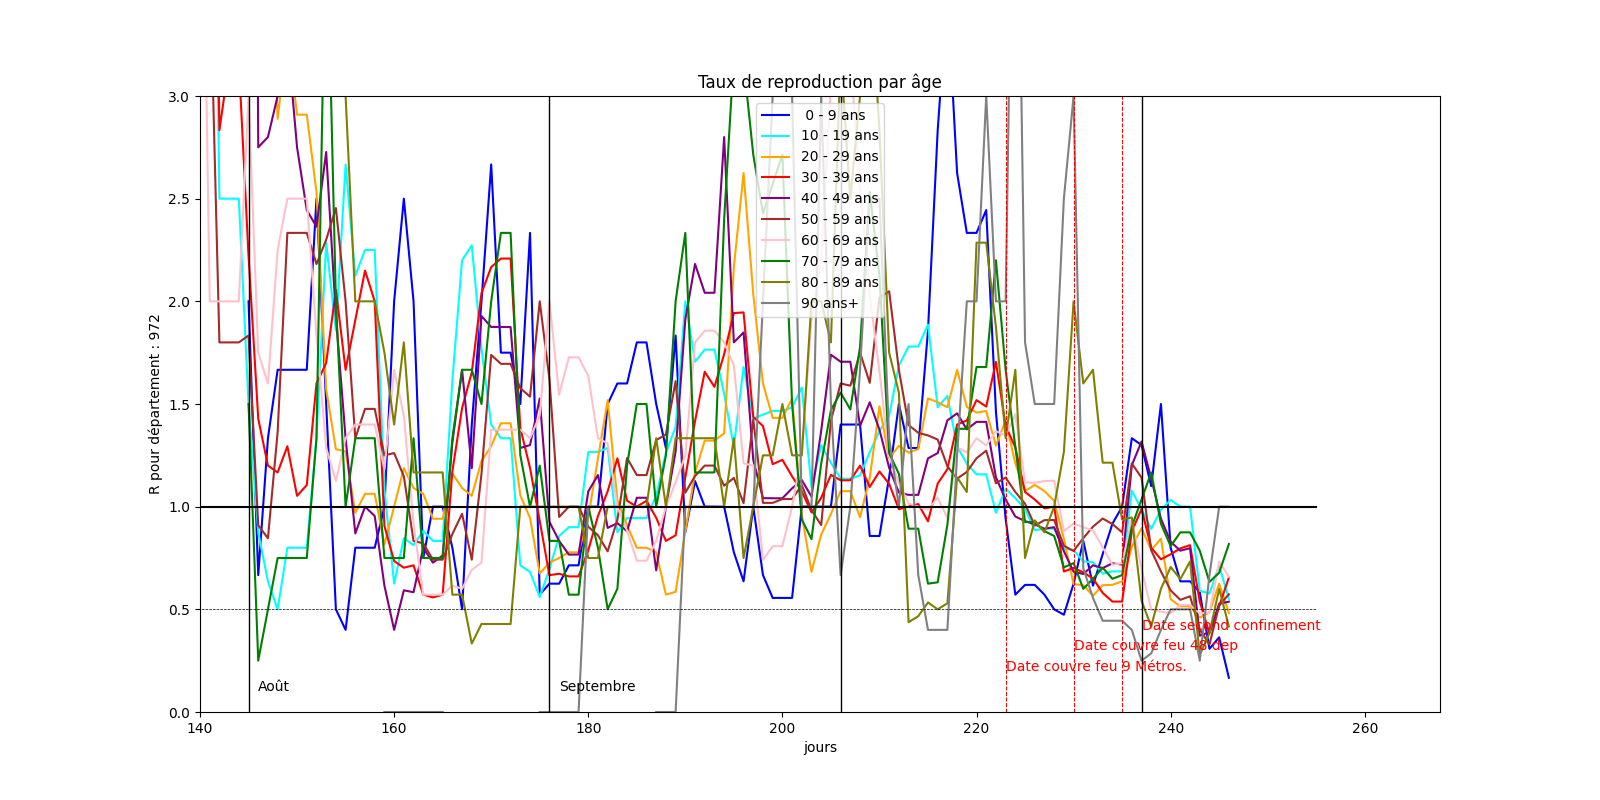 Taux de reproduction par âge
R pour département : 972
3.0
2.5
2.0
1.5
1.0
0.5
0.0
0 - 9 ans
10 - 19 ans
20 - 29 ans
30 - 39 ans
40 - 49 ans
50 - 59 ans
60 - 69 ans
70 - 79 ans
80 - 89 ans
90 ans+
Date second confinement
Date couvre feu 48 dep
Date couvre feu 9 Métros.
Août
Septembre
140
160
180
200
220
240
260
jours